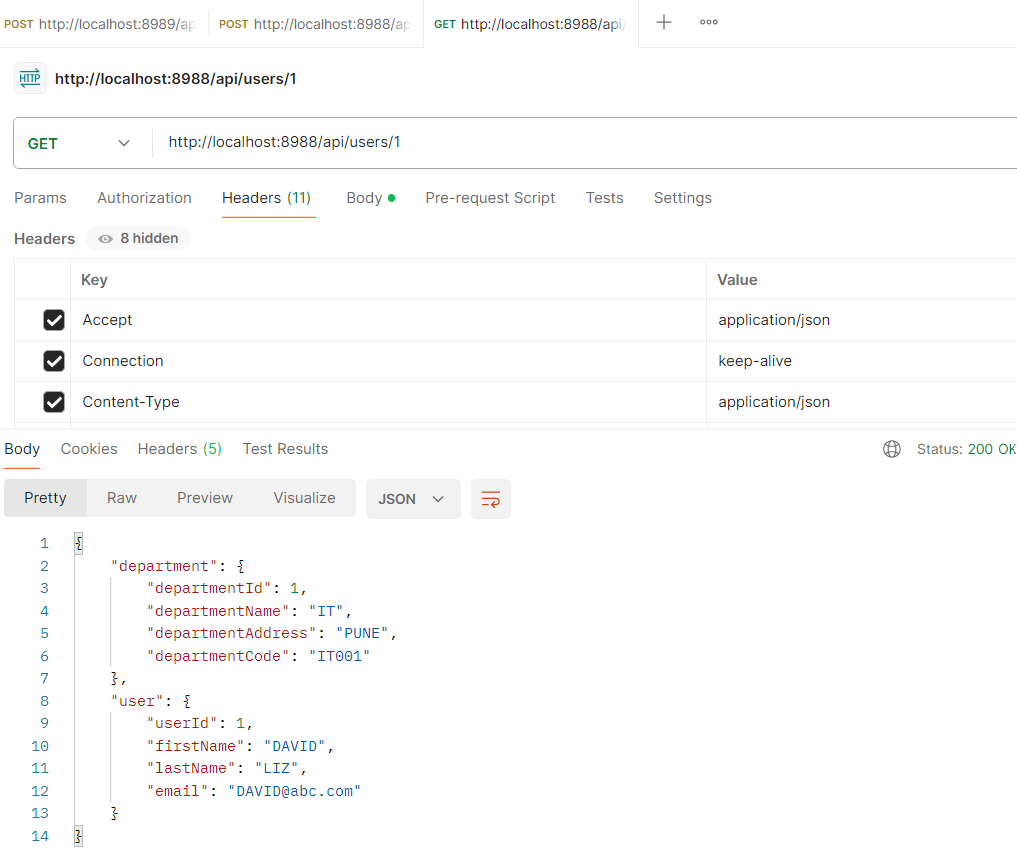 POST http://localhost:8989/ap POST http://localhost:8988/ap GET http://localhost:8988/api/
HTTP http://localhost:8988/api/users/1
GET http://localhost:8988/api/users/1
Params Authorization Headers (11) Body Pre-request Script Tests Settings
Headers 8 hidden
Key Value
Accept application/json
Connection keep-alive
Content-Type application/json
Body Cookies Headers (5) Test Results Status: 200 OK
Pretty Raw Preview Visualize JSON
1 {
2 "department": {
3 "departmentId": 1,
4 "departmentName": "IT",
5 "departmentAddress": "PUNE",
6 "departmentCode": "IT001"
7 },
8 "user": {
9 "userId": 1,
10 "firstName": "DAVID",
11 "lastName": "LIZ",
12 "email": "DAVID@abc.com"
13 }
14 }